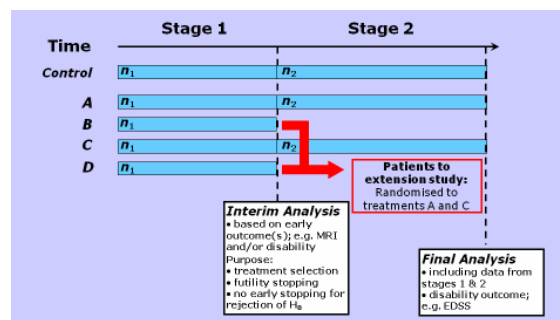 Stage 1
Stage 2
Time
Control
n₁
n₂
A
n₁
n₂
B
n₁
C
n₁
n₂
D
n₁
Patients to
extension study:
Randomised to
treatments A and C
Interim Analysis
• based on early
outcome(s); e.g. MRI
and/or disability
Purpose:
• treatment selection
• futility stopping
• no early stopping for
rejection of H₀
Final Analysis
• including data from
stages 1 & 2
• disability outcome;
e.g. EDSS